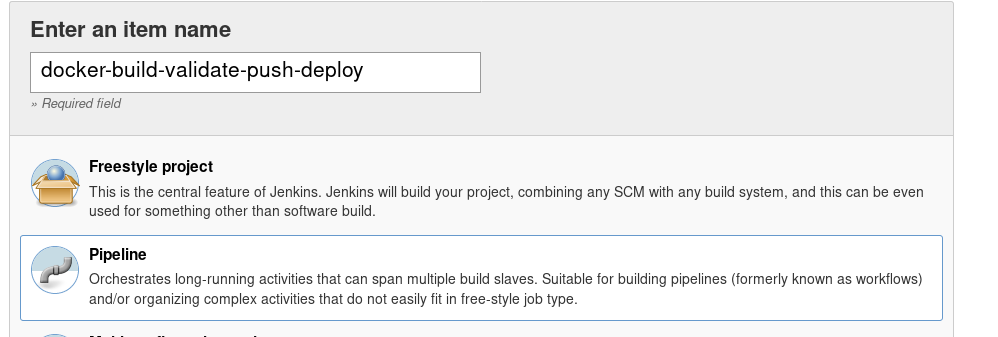 Enter an item name
docker-build-validate-push-deploy
» Required field
Freestyle project
This is the central feature of Jenkins. Jenkins will build your project, combining any SCM with any build system, and this can be even
used for something other than software build.
Pipeline
Orchestrates long-running activities that can span multiple build slaves. Suitable for building pipelines (formerly known as workflows)
and/or organizing complex activities that do not easily fit in free-style job type.